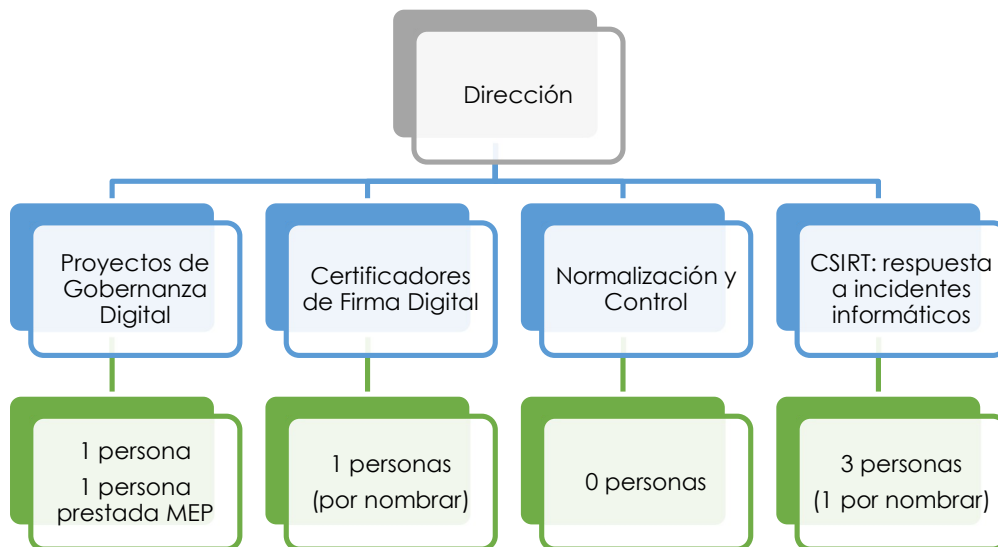 Dirección
Proyectos de
Gobernanza
Digital
Certificadores
de Firma Digital
Normalización y
Control
CSIRT: respuesta
a incidentes
informáticos
1 persona
1 persona
prestada MEP
1 personas
(por nombrar)
0 personas
3 personas
(1 por nombrar)